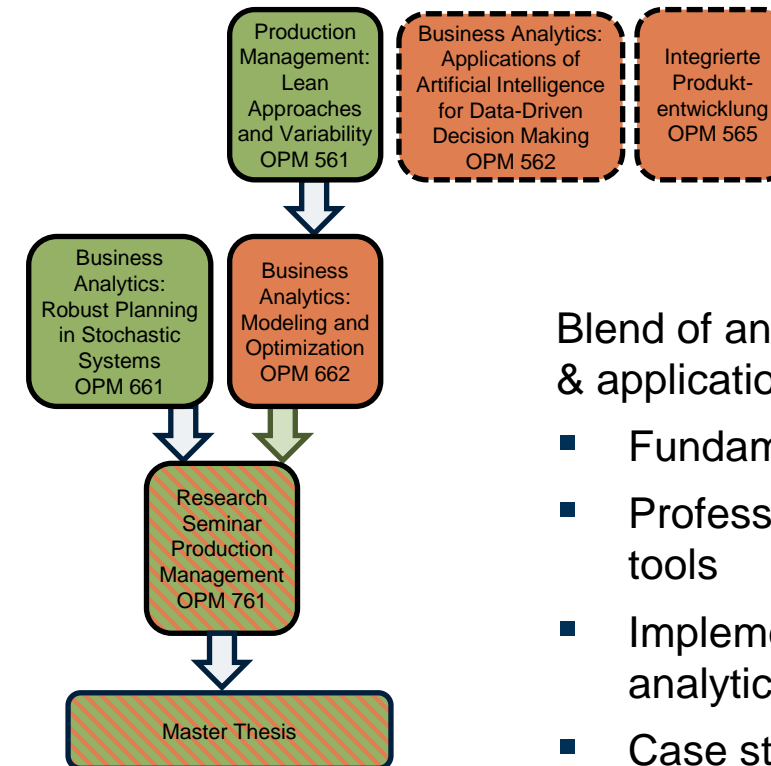 Production
Management:
Lean
Approaches
and Variability
OPM 561
Business Analytics:
Applications of
Artificial Intelligence
for Data-Driven
Decision Making
OPM 562
Integrierte
Produkt-
entwicklung
OPM 565
Business
Analytics:
Robust Planning
in Stochastic
Systems
OPM 661
Business
Analytics:
Modeling and
Optimization
OPM 662
Research
Seminar
Production
Management
OPM 761
Master Thesis
Blend of an
& applicatio
Fundam
Profess
tools
Impleme
analytic
Case st